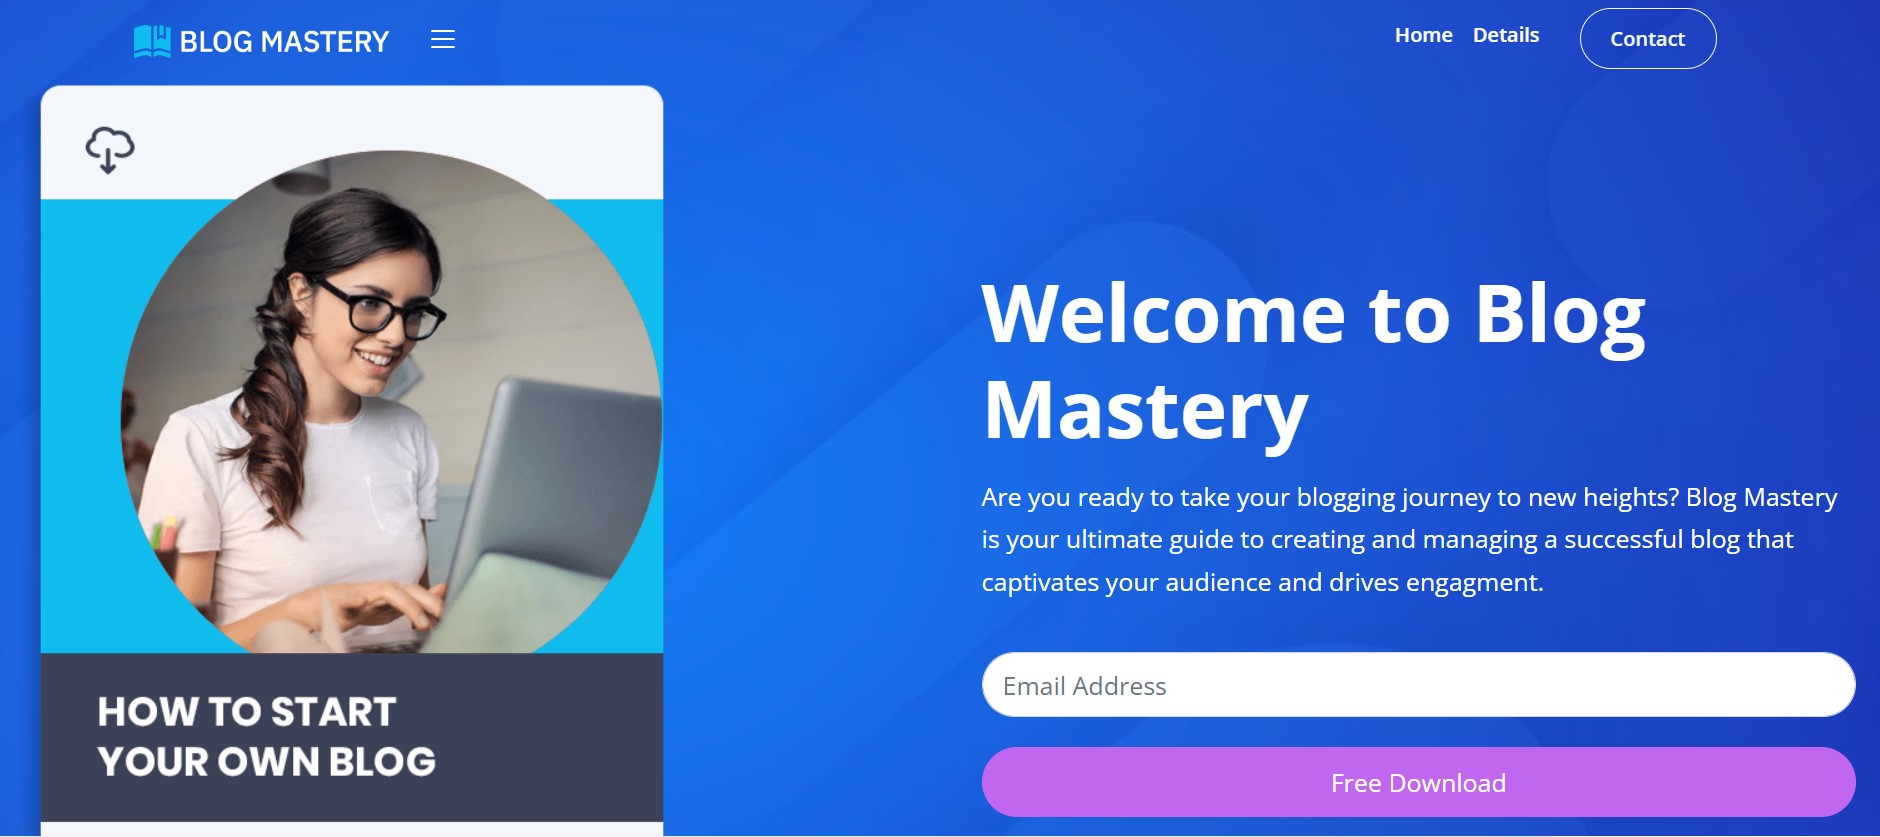 BLOG MASTERY
Home Details Contact
HOW TO START
YOUR OWN BLOG
Welcome to Blog
Mastery
Are you ready to take your blogging journey to new heights? Blog Mastery
is your ultimate guide to creating and managing a successful blog that
captivates your audience and drives engagment.
Email Address
Free Download